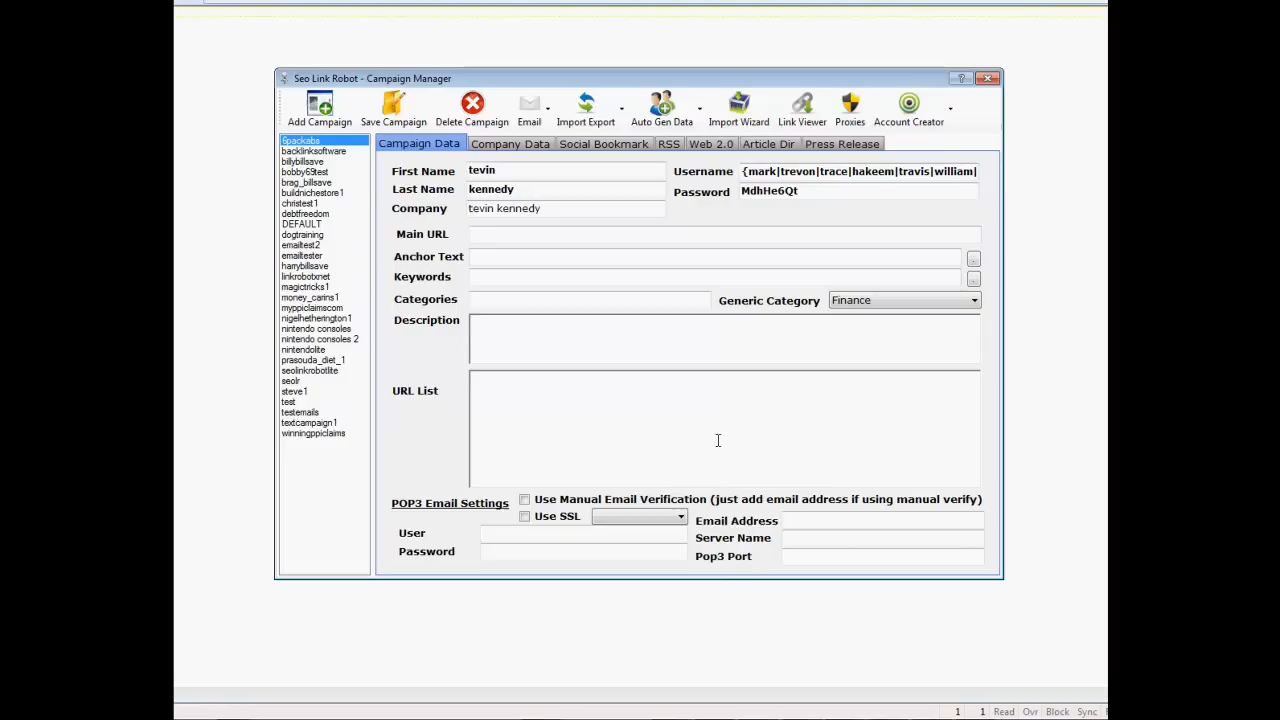 Seo Link Robot - Campaign Manager
Add Campaign Save Campaign Delete Campaign Email Import Export Auto Gen Data Import Wizard Link Viewer Proxies Account Creator
6packabs
backlinksoftware
billybillsave
bobby69test
brag_billsave
buildnichestore1
christest1
debtfreedom
DEFAULT
dogtraining
emailtest2
emailtester
harrybillsave
linkrobotxnet
magictricks1
money_carins1
myppiclaimscom
nigelhetherington1
nintendo consoles
nintendo consoles 2
nintendolite
prasouda_diet_1
seolinkrobotlite
seolr
steve1
test
testemails
textcampaign1
winningppiclaims
Campaign Data Company Data Social Bookmark RSS Web 2.0 Article Dir Press Release
First Name tevin Username {mark|trevon|trace|hakeem|travis|william|
Last Name kennedy Password MdhHe6Qt
Company tevin kennedy
Main URL
Anchor Text ..
Keywords ..
Categories Generic Category Finance
Description
URL List
POP3 Email Settings Use Manual Email Verification (just add email address if using manual verify)
Use SSL Email Address
User Server Name
Password Pop3 Port
1 1 Read Ovr Block Sync